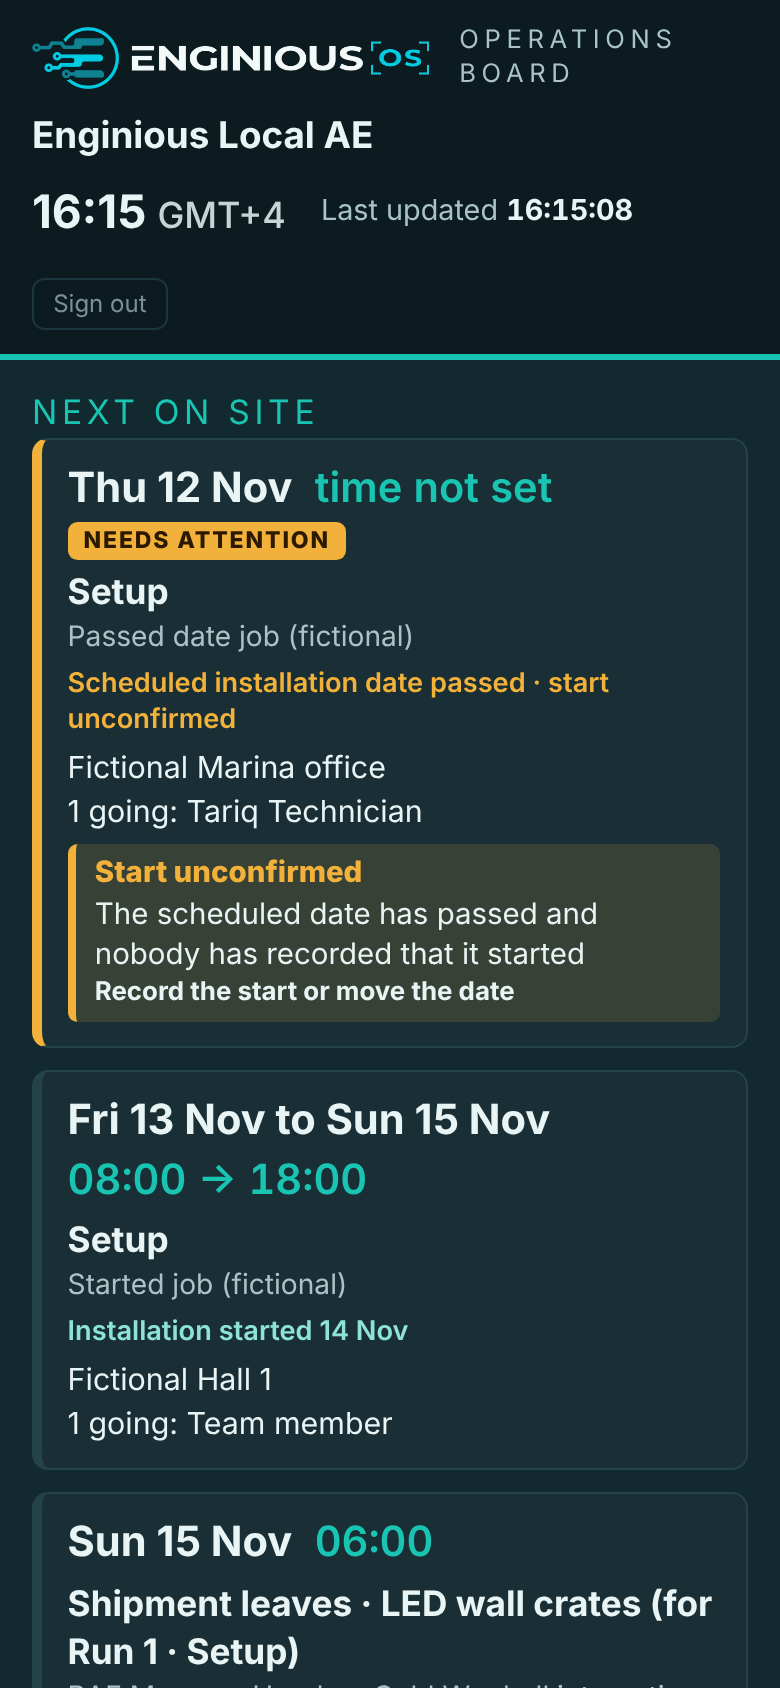 ENGINIOUS [OS]
OPERATIONS
BOARD
Enginious Local AE
16:15 GMT+4 Last updated 16:15:08
Sign out
NEXT ON SITE
Thu 12 Nov time not set
NEEDS ATTENTION
Setup
Passed date job (fictional)
Scheduled installation date passed · start
unconfirmed
Fictional Marina office
1 going: Tariq Technician
Start unconfirmed
The scheduled date has passed and
nobody has recorded that it started
Record the start or move the date
Fri 13 Nov to Sun 15 Nov
08:00 → 18:00
Setup
Started job (fictional)
Installation started 14 Nov
Fictional Hall 1
1 going: Team member
Sun 15 Nov 06:00
Shipment leaves · LED wall crates (for
Run 1 · Setup)